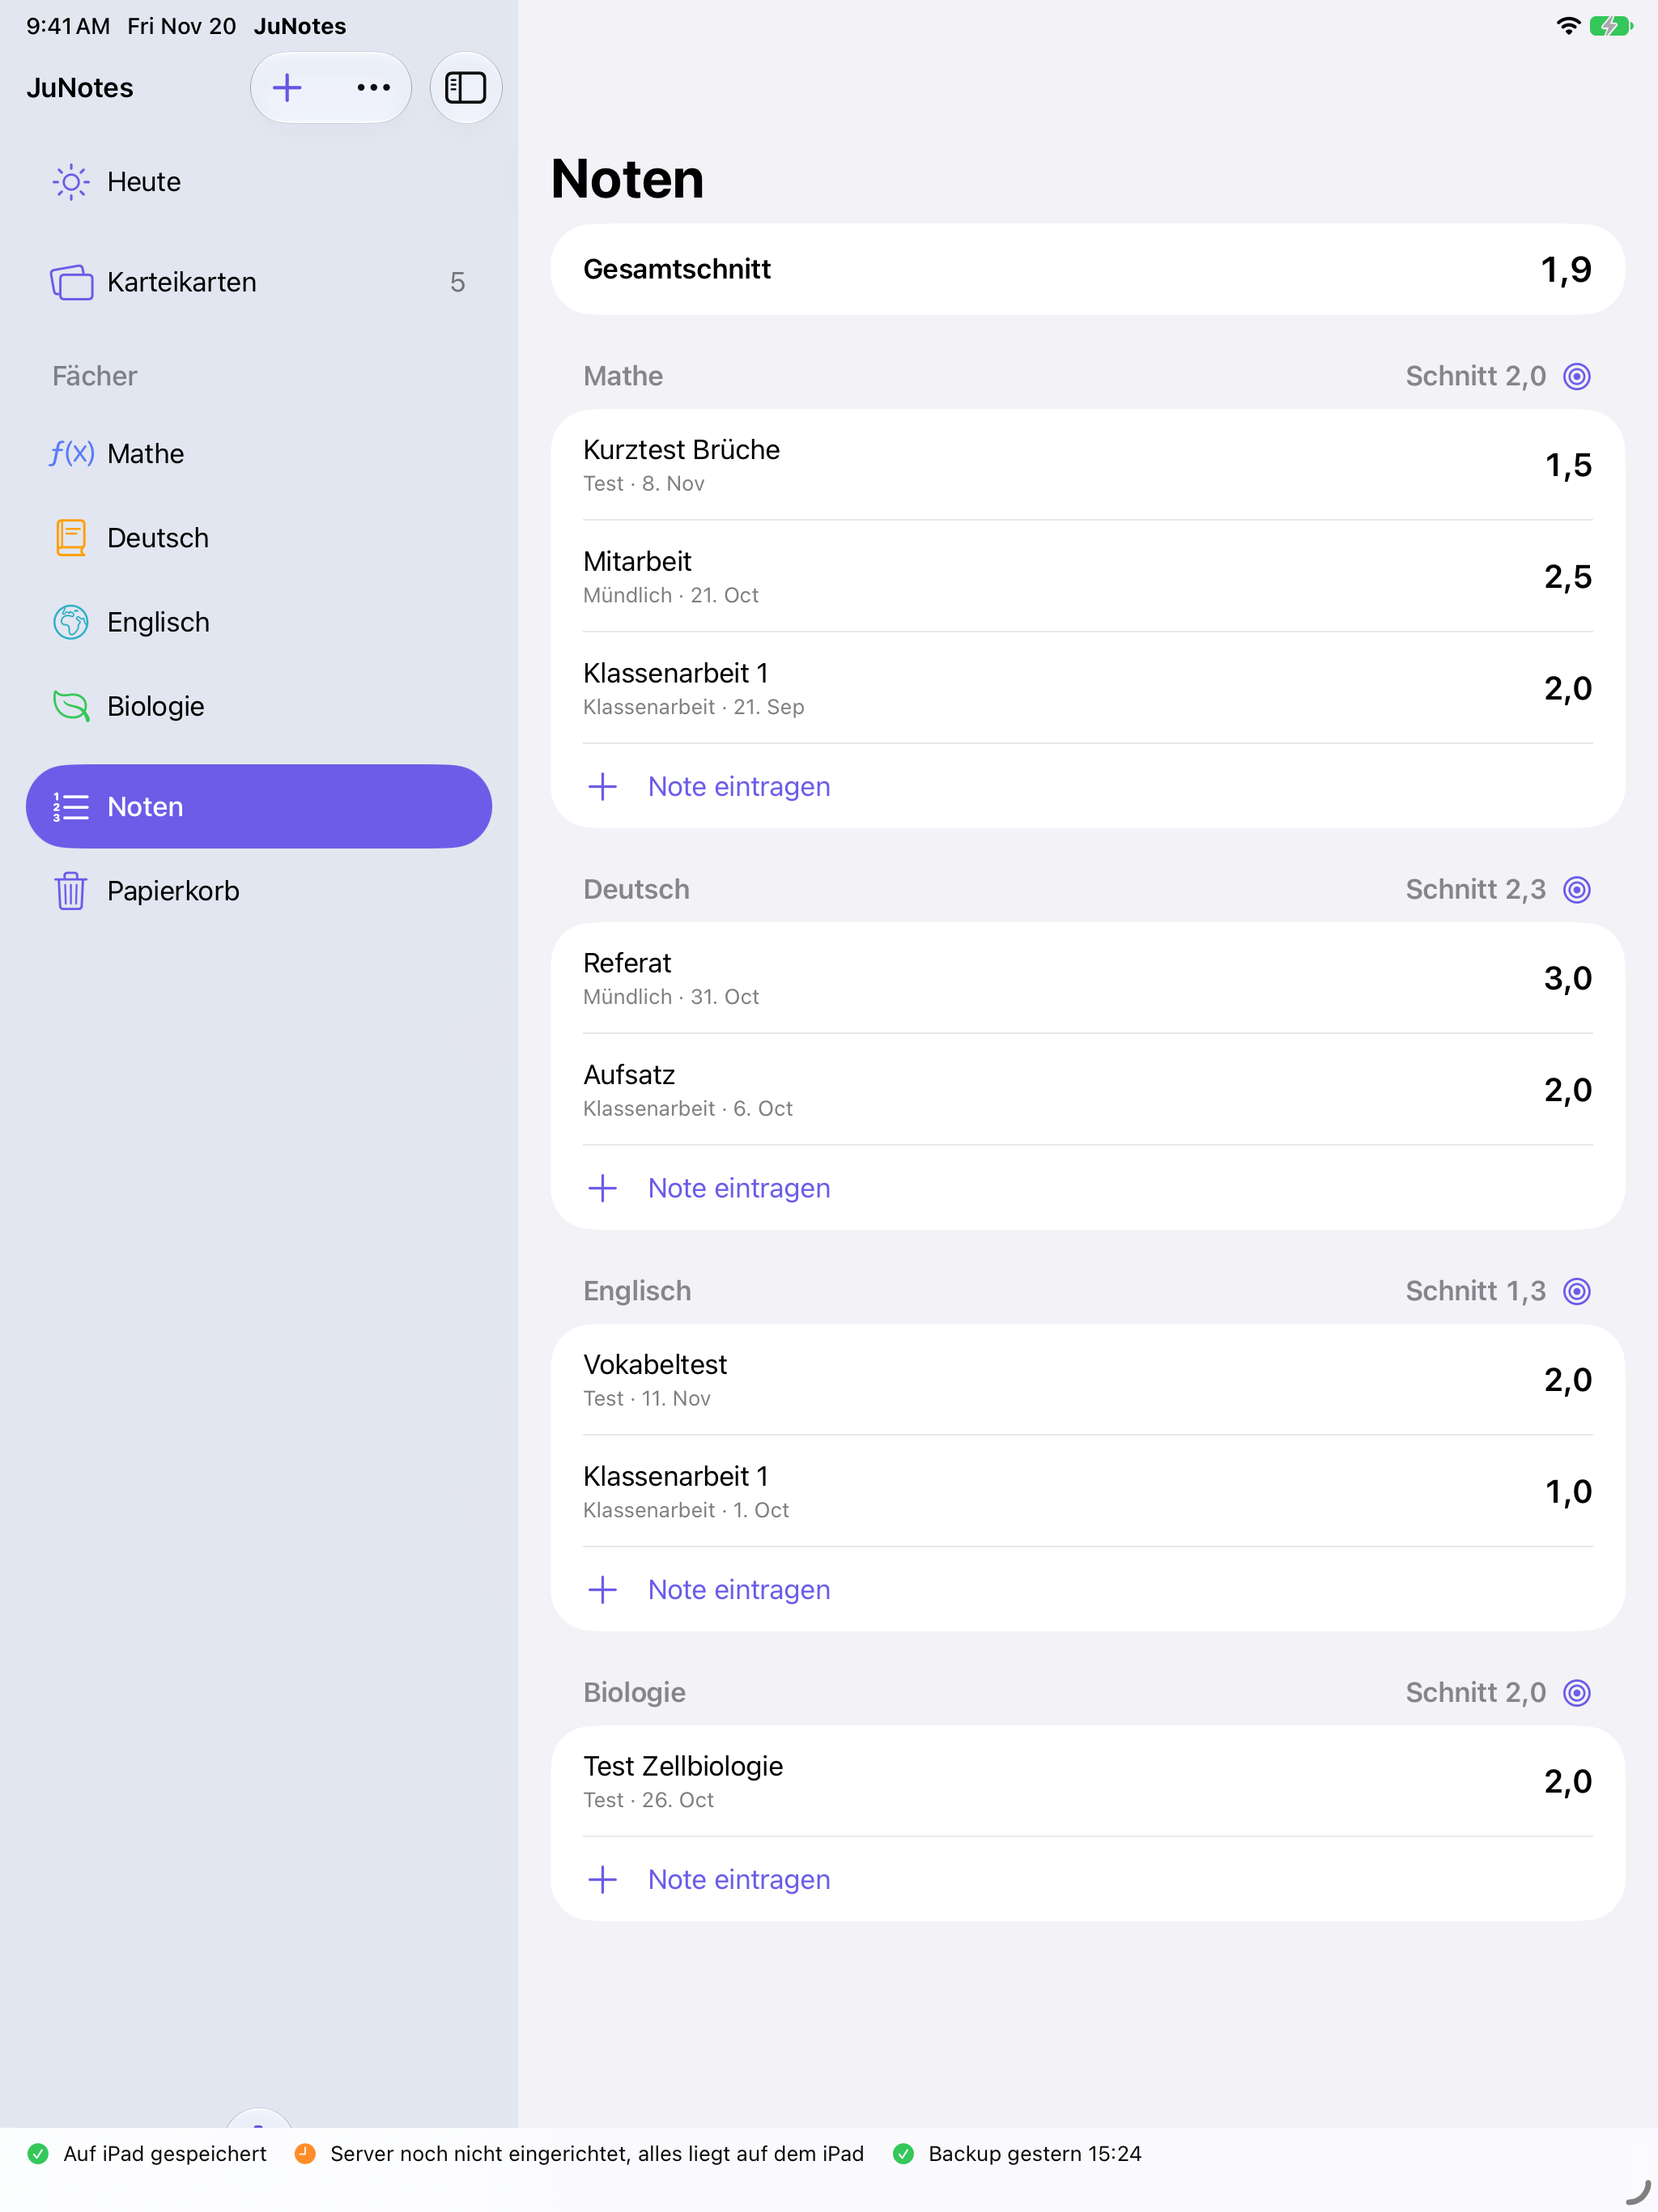 9:41 AM Fri Nov 20 JuNotes
JuNotes
Heute
Karteikarten 5
Fächer
f(x) Mathe
Deutsch
Englisch
Biologie
Noten
Papierkorb
Noten
Gesamtschnitt 1,9
Mathe Schnitt 2,0
Kurztest Brüche 1,5
Test · 8. Nov
Mitarbeit 2,5
Mündlich · 21. Oct
Klassenarbeit 1 2,0
Klassenarbeit · 21. Sep
Note eintragen
Deutsch Schnitt 2,3
Referat 3,0
Mündlich · 31. Oct
Aufsatz 2,0
Klassenarbeit · 6. Oct
Note eintragen
Englisch Schnitt 1,3
Vokabeltest 2,0
Test · 11. Nov
Klassenarbeit 1 1,0
Klassenarbeit · 1. Oct
Note eintragen
Biologie Schnitt 2,0
Test Zellbiologie 2,0
Test · 26. Oct
Note eintragen
Auf iPad gespeichert Server noch nicht eingerichtet, alles liegt auf dem iPad Backup gestern 15:24